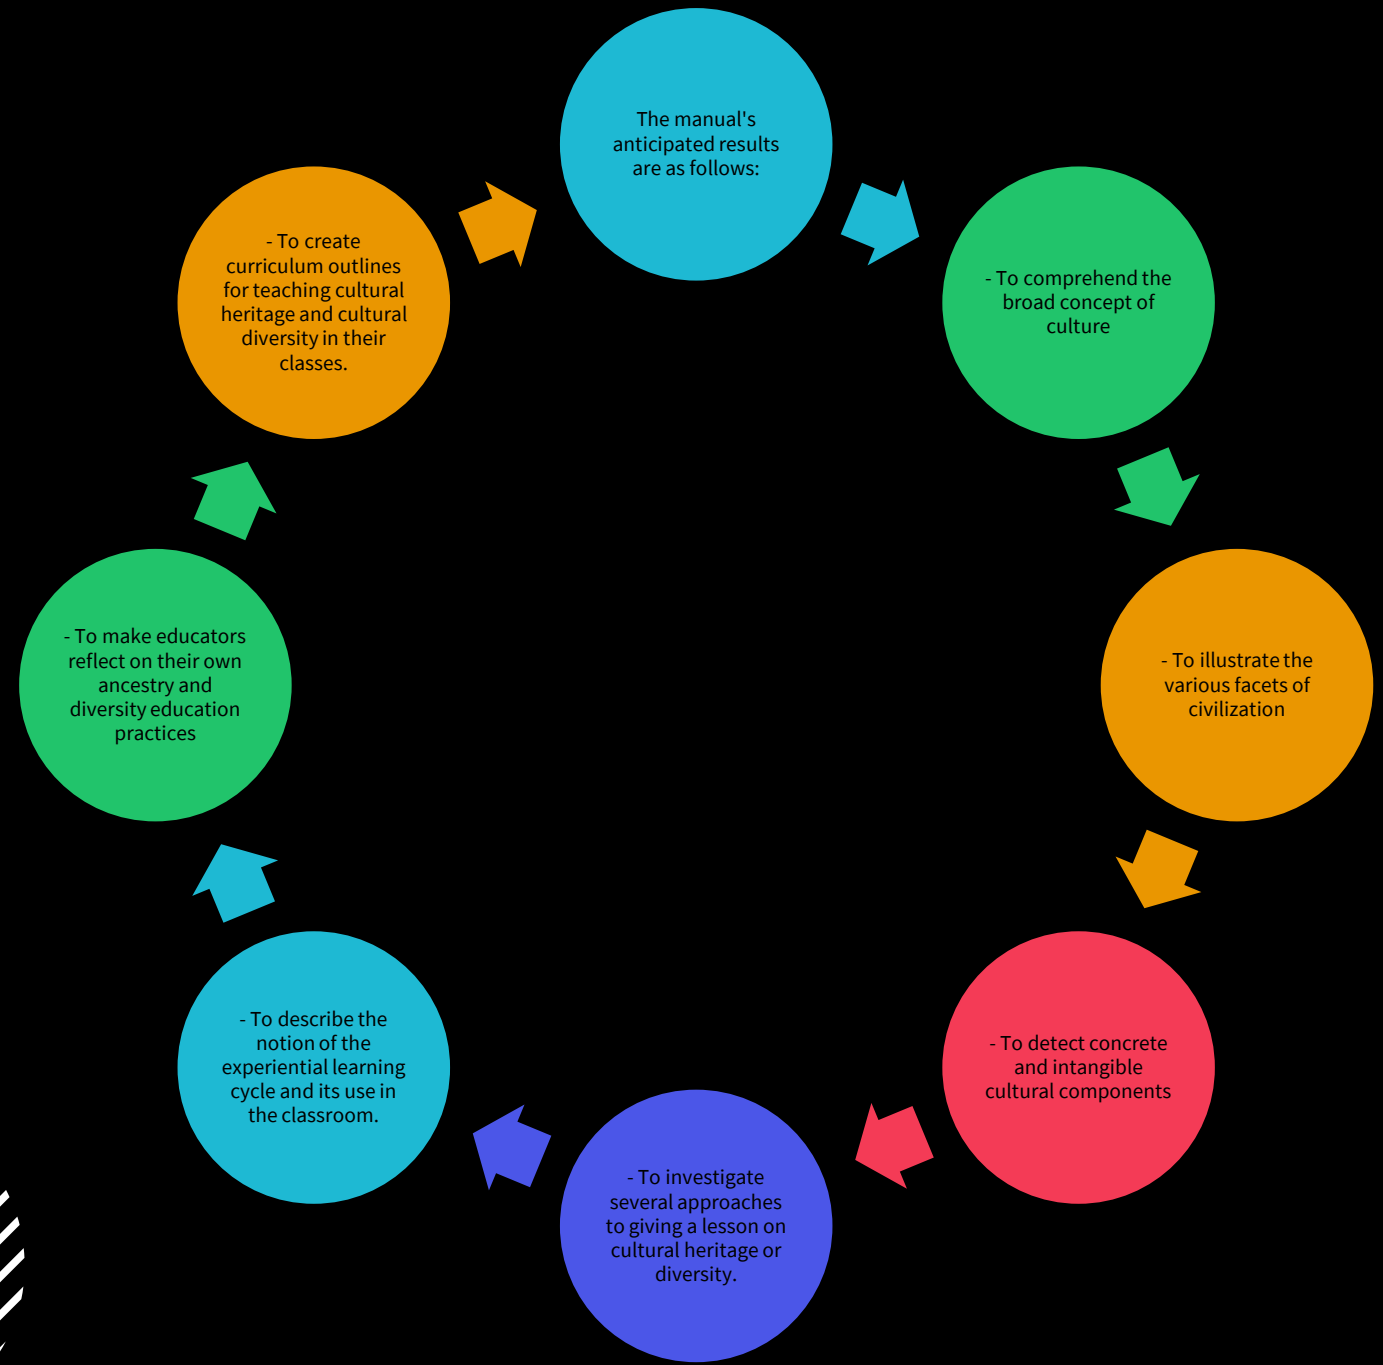 The manual's
anticipated results
are as follows:
- To comprehend the
broad concept of
culture
- To illustrate the
various facets of
civilization
- To detect concrete
and intangible
cultural components
- To investigate
several approaches
to giving a lesson on
cultural heritage or
diversity.
- To describe the
notion of the
experiential learning
cycle and its use in
the classroom.
- To make educators
reflect on their own
ancestry and
diversity education
practices
- To create
curriculum outlines
for teaching cultural
heritage and cultural
diversity in their
classes.